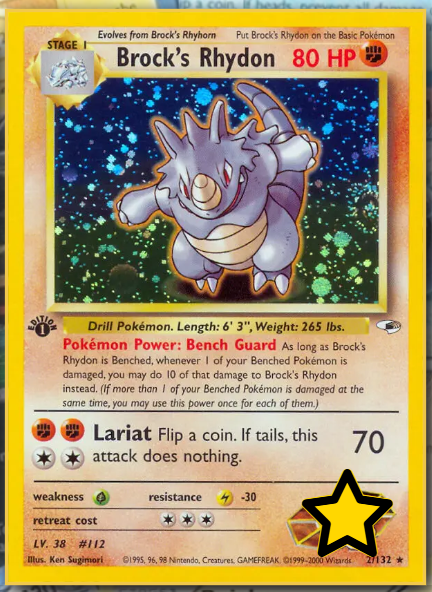 Evolves from Brock's Rhyhorn
Put Brock's Rhydon on the Basic Pokémon
STAGE 1
Brock's Rhydon 80 HP
EDITION
1
Drill Pokémon. Length: 6' 3", Weight: 265 lbs.
Pokémon Power: Bench Guard As long as Brock's
Rhydon is Benched, whenever 1 of your Benched Pokémon is
damaged, you may do 10 of that damage to Brock's Rhydon
instead. (If more than 1 of your Benched Pokémon is damaged at the
same time, you may use this power once for each of them.)
Lariat Flip a coin. If tails, this 70
attack does nothing.
weakness resistance -30
retreat cost
LV. 38 #112
Illus. Ken Sugimori ©1995, 96, 98 Nintendo, Creatures, GAMEFREAK. ©1999-2000 Wizards. 2/132 ★